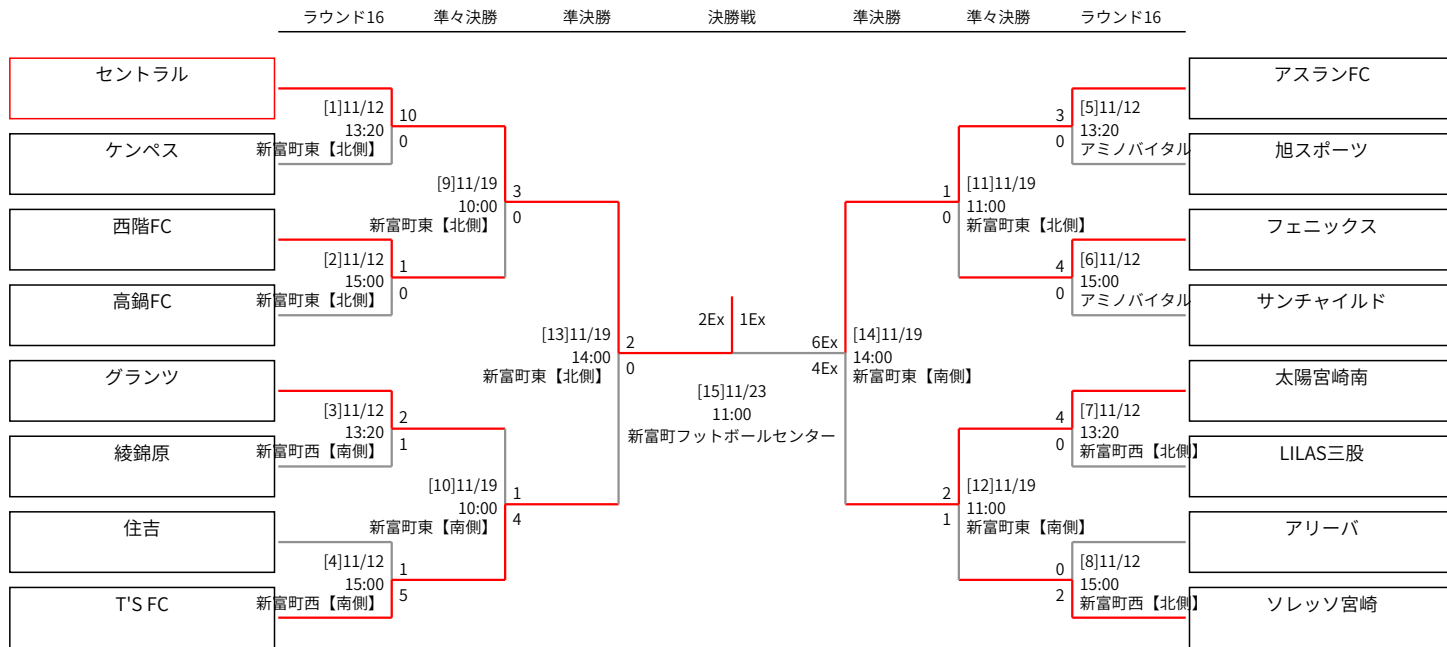 ラウンド16 準々決勝 準決勝 決勝戦 準決勝 準々決勝 ラウンド16
セントラル
[1]11/12
13:20
新富町東【北側】
10
0
ケンペス
[9]11/19
10:00
新富町東【北側】
3
0
西階FC
[2]11/12
15:00
新富町東【北側】
1
0
高鍋FC
[13]11/19
14:00
新富町東【北側】
2
0
グランツ
[3]11/12
13:20
新富町西【南側】
2
1
綾錦原
[10]11/19
10:00
新富町東【南側】
1
4
住吉
[4]11/12
15:00
新富町西【南側】
1
5
T'S FC
2Ex 1Ex
[15]11/23
11:00
新富町フットボールセンター
アスランFC
3
0
[5]11/12
13:20
アミノバイタル
旭スポーツ
1
0
[11]11/19
11:00
新富町東【北側】
フェニックス
4
0
[6]11/12
15:00
アミノバイタル
サンチャイルド
6Ex
4Ex
[14]11/19
14:00
新富町東【南側】
太陽宮崎南
4
0
[7]11/12
13:20
新富町西【北側】
LILAS三股
2
1
[12]11/19
11:00
新富町東【南側】
アリーバ
0
2
[8]11/12
15:00
新富町西【北側】
ソレッソ宮崎